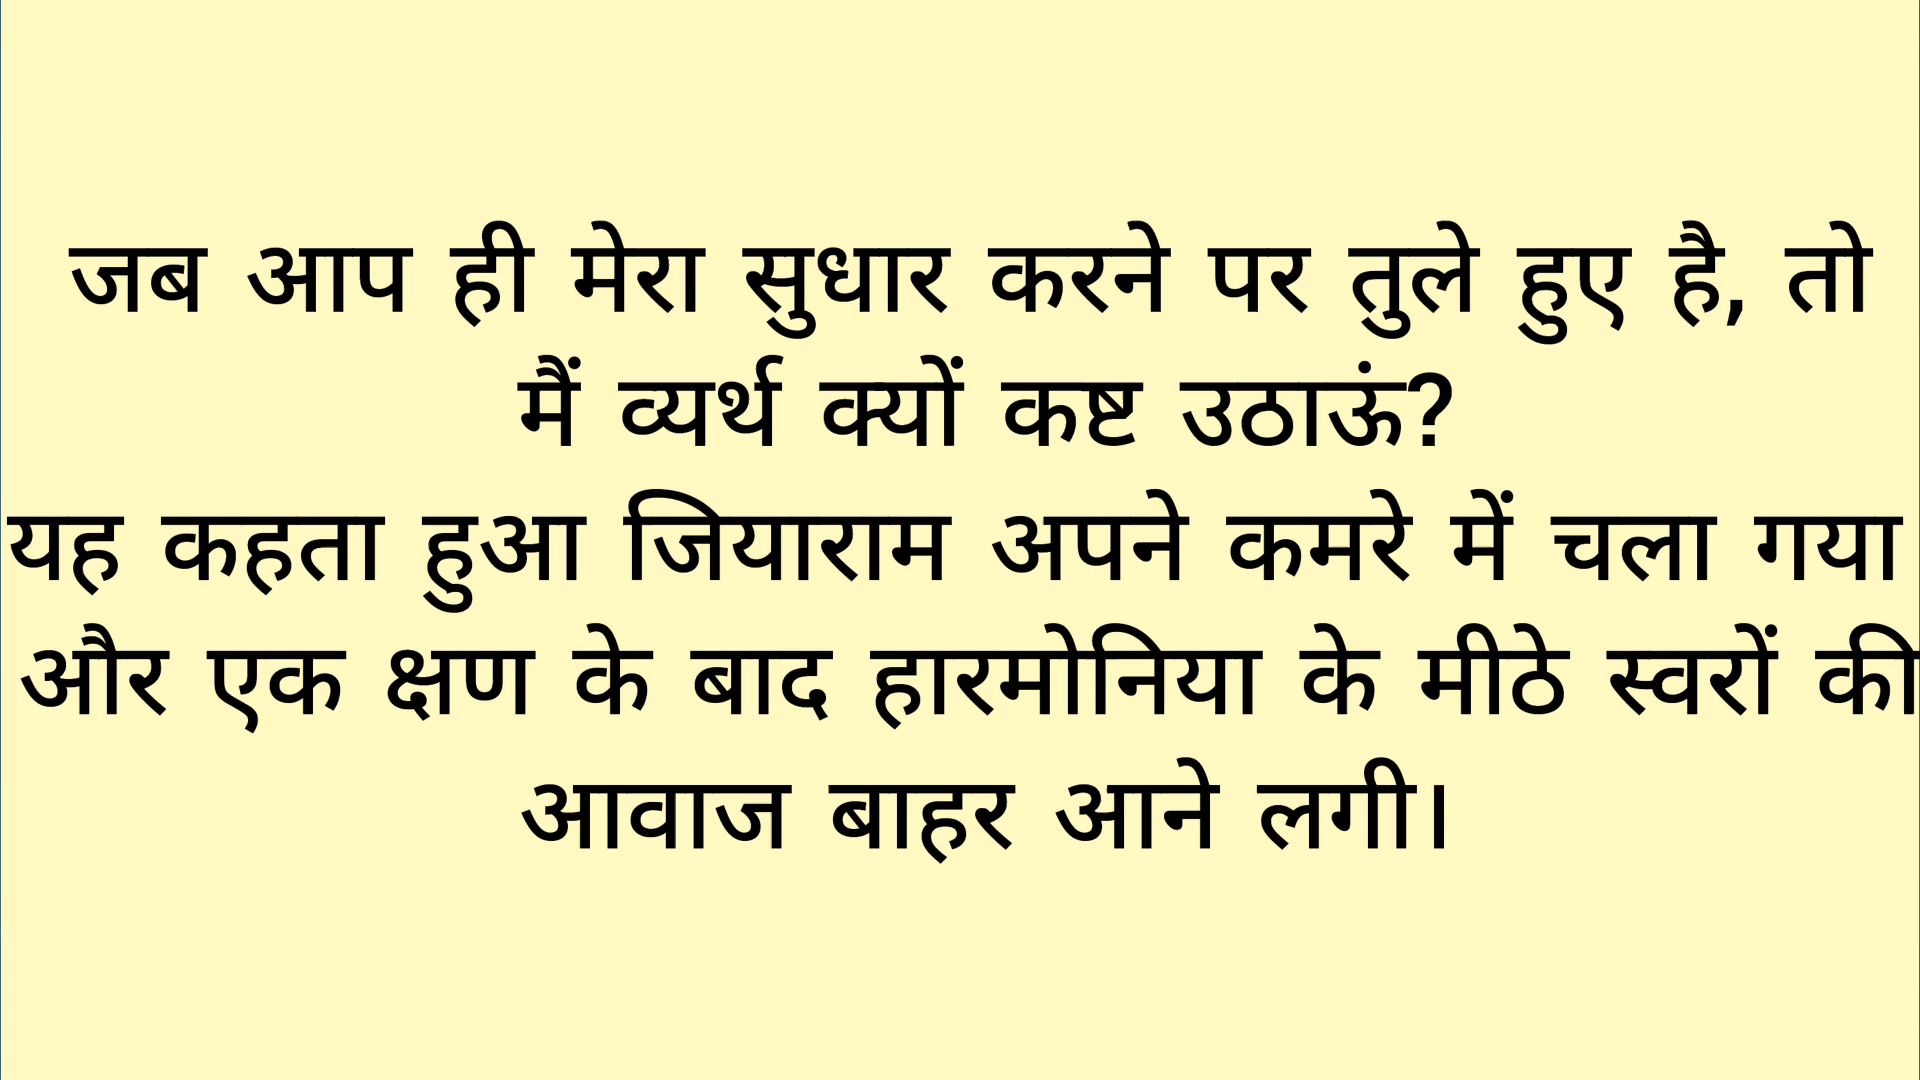 जब आप ही मेरा सुधार करने पर तुले हुए है, तो
मैं व्यर्थ क्यों कष्ट उठाऊं?
यह कहता हुआ जियाराम अपने कमरे में चला गया
और एक क्षण के बाद हारमोनिया के मीठे स्वरों की
आवाज बाहर आने लगी।